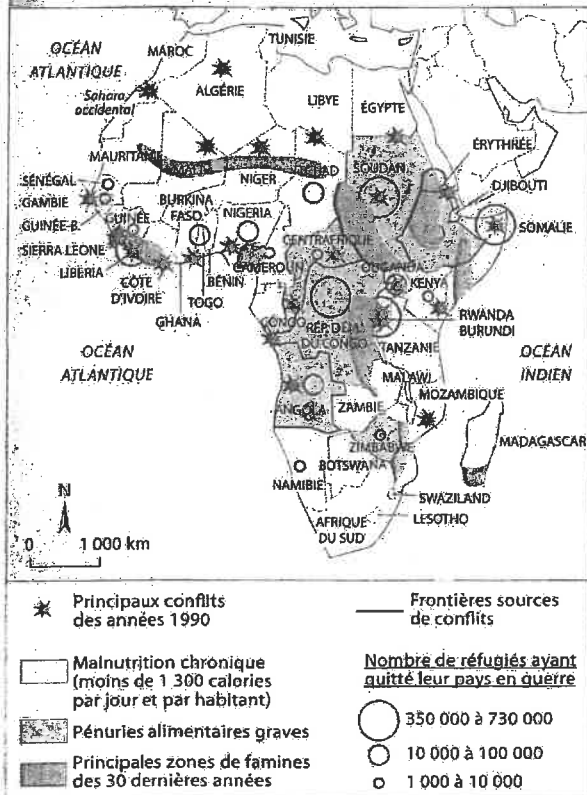 TUNISIE
OCÉAN
ATLANTIQUE
MAROC
ALGÉRIE
Sahara
occidental
LIBYE
ÉGYPTE
MAURITANIE
MALI
NIGER
TCHAD
SOUDAN
ÉRYTHRÉE
DJIBOUTI
SÉNÉGAL
GAMBIE
GUINÉE-B.
GUINÉE
SIERRA LEONE
LIBERIA
CÔTE
D'IVOIRE
BURKINA
FASO
GHANA
TOGO
BÉNIN
NIGERIA
CAMEROUN
CENTRAFRIQUE
SOMALIE
OUGANDA
KENYA
CONGO
RÉP. DÉM.
DU CONGO
RWANDA
BURUNDI
TANZANIE
OCÉAN
ATLANTIQUE
OCÉAN
INDIEN
MALAWI
ANGOLA
ZAMBIE
MOZAMBIQUE
ZIMBABWE
MADAGASCAR
NAMIBIE
BOTSWANA
SWAZILAND
AFRIQUE
DU SUD
LESOTHO
N
0 1 000 km
Principaux conflits
des années 1990
Malnutrition chronique
(moins de 1 300 calories
par jour et par habitant)
Pénuries alimentaires graves
Principales zones de famines
des 30 dernières années
Frontières sources
de conflits
Nombre de réfugiés ayant
quitté leur pays en guerre
350 000 à 730 000
10 000 à 100 000
1 000 à 10 000